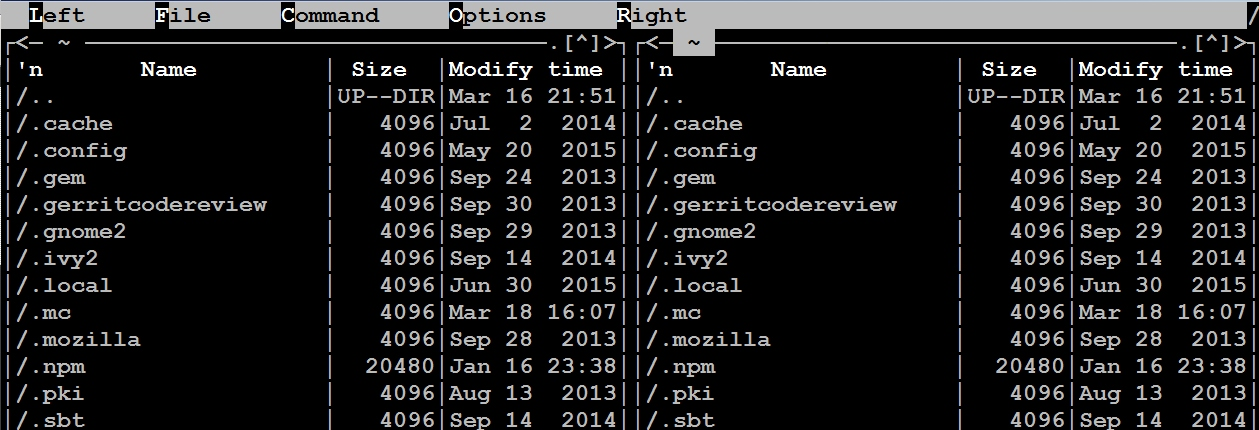 Left File Command Options Right /
┌<─ ~ ─────────────────────────────────.[^]>┐┌<─ ~ ─────────────────────────────────.[^]>┐
|'n Name | Size |Modify time ||'n Name | Size |Modify time |
|/.. |UP--DIR|Mar 16 21:51||/.. |UP--DIR|Mar 16 21:51|
|/.cache | 4096|Jul 2 2014||/.cache | 4096|Jul 2 2014|
|/.config | 4096|May 20 2015||/.config | 4096|May 20 2015|
|/.gem | 4096|Sep 24 2013||/.gem | 4096|Sep 24 2013|
|/.gerritcodereview | 4096|Sep 30 2013||/.gerritcodereview | 4096|Sep 30 2013|
|/.gnome2 | 4096|Sep 29 2013||/.gnome2 | 4096|Sep 29 2013|
|/.ivy2 | 4096|Sep 14 2014||/.ivy2 | 4096|Sep 14 2014|
|/.local | 4096|Jun 30 2015||/.local | 4096|Jun 30 2015|
|/.mc | 4096|Mar 18 16:07||/.mc | 4096|Mar 18 16:07|
|/.mozilla | 4096|Sep 28 2013||/.mozilla | 4096|Sep 28 2013|
|/.npm | 20480|Jan 16 23:38||/.npm | 20480|Jan 16 23:38|
|/.pki | 4096|Aug 13 2013||/.pki | 4096|Aug 13 2013|
|/.sbt | 4096|Sep 14 2014||/.sbt | 4096|Sep 14 2014|